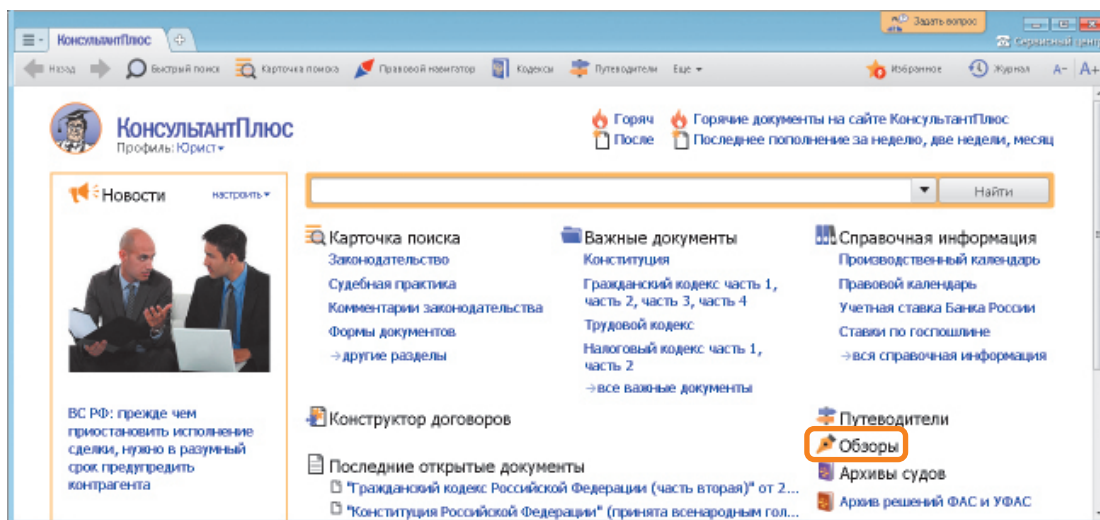 Задать вопрос
КонсультантПлюс
Сервисный центр
Назад
Быстрый поиск
Карточка поиска
Правовой навигатор
Кодексы
Путеводители
Еще
Избранное
Журнал
A-
A+
КонсультантПлюс
Профиль: Юрист
Горяч
Горячие документы на сайте КонсультантПлюс
После
Последнее пополнение за неделю, две недели, месяц
Новости
настроить
Найти
Карточка поиска
Законодательство
Судебная практика
Комментарии законодательства
Формы документов
→другие разделы
Важные документы
Конституция
Гражданский кодекс часть 1,
часть 2, часть 3, часть 4
Трудовой кодекс
Налоговый кодекс часть 1,
часть 2
→все важные документы
Справочная информация
Производственный календарь
Правовой календарь
Учетная ставка Банка России
Ставки по госпошлине
→вся справочная информация
ВС РФ: прежде чем
приостановить исполнение
сделки, нужно в разумный
срок предупредить
контрагента
Конструктор договоров
Последние открытые документы
"Гражданский кодекс Российской Федерации (часть вторая)" от 2...
"Конституция Российской Федерации" (принята всенародным гол...
Путеводители
Обзоры
Архивы судов
Архив решений ФАС и УФАС